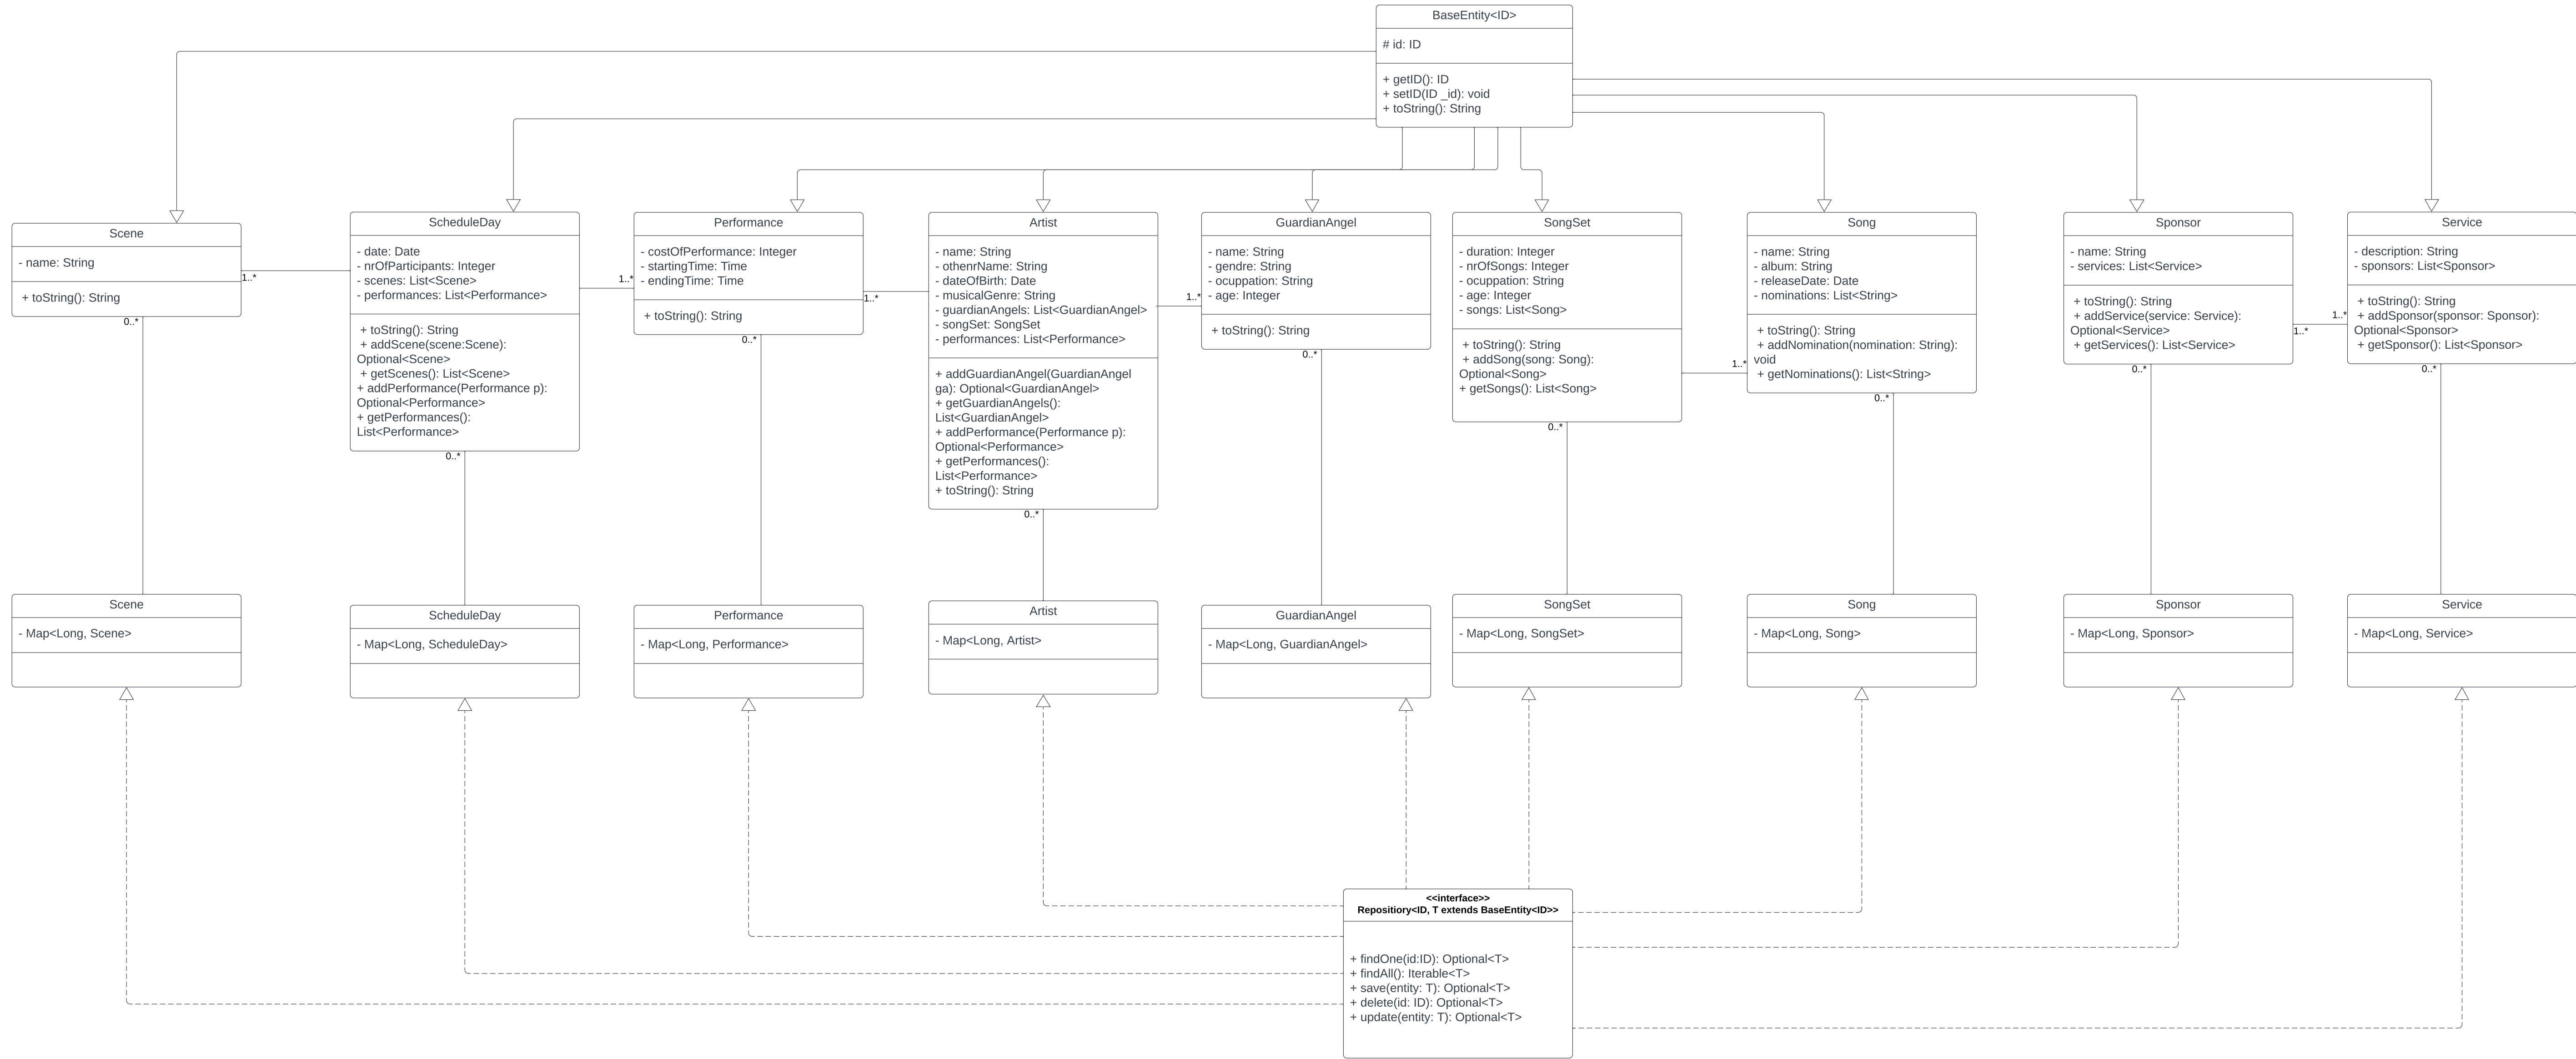 BaseEntity<ID>
# id: ID
+ getID(): ID
+ setID(ID _id): void
+ toString(): String
Scene
- name: String
+ toString(): String
1..*
0..*
ScheduleDay
- date: Date
- nrOfParticipants: Integer
- scenes: List<Scene>
- performances: List<Performance>
+ toString(): String
+ addScene(scene:Scene):
Optional<Scene>
+ getScenes(): List<Scene>
+ addPerformance(Performance p):
Optional<Performance>
+ getPerformances():
List<Performance>
0..*
1..*
Performance
- costOfPerformance: Integer
- startingTime: Time
- endingTime: Time
+ toString(): String
1..*
0..*
Artist
- name: String
- othenrName: String
- dateOfBirth: Date
- musicalGenre: String
- guardianAngels: List<GuardianAngel>
- songSet: SongSet
- performances: List<Performance>
+ addGuardianAngel(GuardianAngel
ga): Optional<GuardianAngel>
+ getGuardianAngels():
List<GuardianAngel>
+ addPerformance(Performance p):
Optional<Performance>
+ getPerformances():
List<Performance>
+ toString(): String
0..*
1..*
GuardianAngel
- name: String
- gendre: String
- ocuppation: String
- age: Integer
+ toString(): String
0..*
SongSet
- duration: Integer
- nrOfSongs: Integer
- ocuppation: String
- age: Integer
- songs: List<Song>
+ toString(): String
+ addSong(song: Song):
Optional<Song>
+ getSongs(): List<Song>
0..*
1..*
Song
- name: String
- album: String
- releaseDate: Date
- nominations: List<String>
+ toString(): String
+ addNomination(nomination: String):
void
+ getNominations(): List<String>
0..*
Sponsor
- name: String
- services: List<Service>
+ toString(): String
+ addService(service: Service):
Optional<Service>
+ getServices(): List<Service>
1..*
0..*
1..*
Service
- description: String
- sponsors: List<Sponsor>
+ toString(): String
+ addSponsor(sponsor: Sponsor):
Optional<Sponsor>
+ getSponsor(): List<Sponsor>
0..*
Scene
- Map<Long, Scene>
ScheduleDay
- Map<Long, ScheduleDay>
Performance
- Map<Long, Performance>
Artist
- Map<Long, Artist>
GuardianAngel
- Map<Long, GuardianAngel>
SongSet
- Map<Long, SongSet>
Song
- Map<Long, Song>
Sponsor
- Map<Long, Sponsor>
Service
- Map<Long, Service>
<<interface>>
Repositiory<ID, T extends BaseEntity<ID>>
+ findOne(id:ID): Optional<T>
+ findAll(): Iterable<T>
+ save(entity: T): Optional<T>
+ delete(id: ID): Optional<T>
+ update(entity: T): Optional<T>